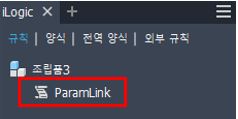 iLogic × +
규칙 | 양식 | 전역 양식 | 외부 규칙
조립품3
ParamLink